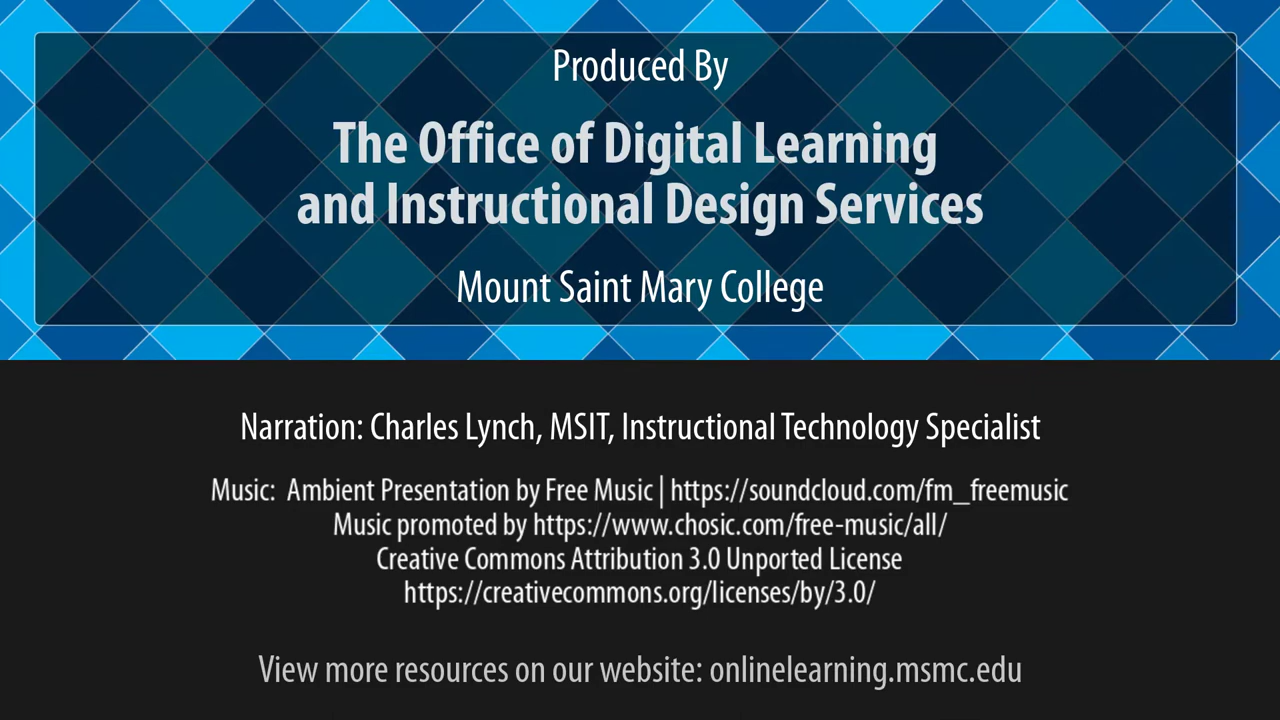 Produced By
The Office of Digital Learning
and Instructional Design Services
Mount Saint Mary College
Narration: Charles Lynch, MSIT, Instructional Technology Specialist
Music:  Ambient Presentation by Free Music | https://soundcloud.com/fm_freemusic
Music promoted by https://www.chosic.com/free-music/all/
Creative Commons Attribution 3.0 Unported License
https://creativecommons.org/licenses/by/3.0/
View more resources on our website: onlinelearning.msmc.edu